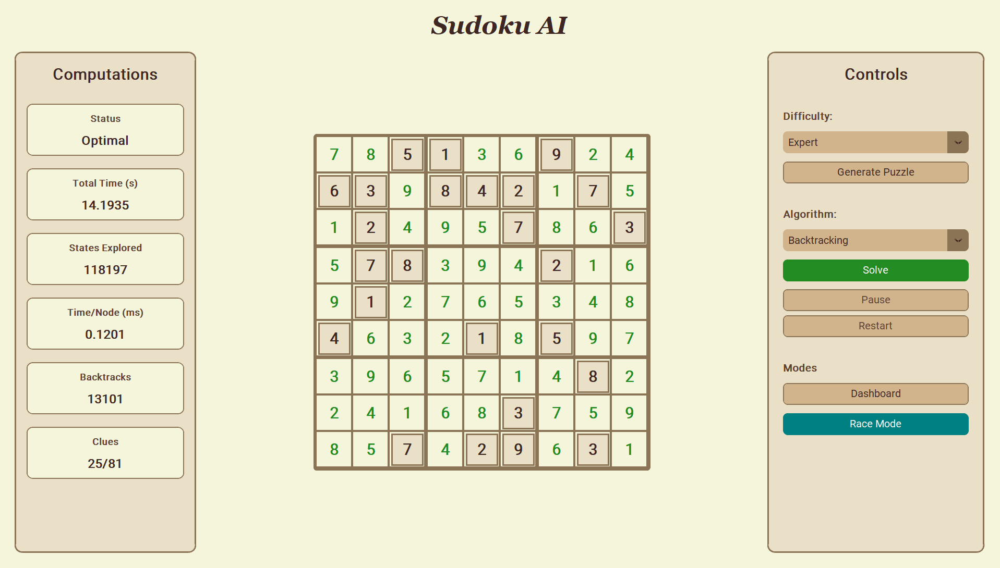 Sudoku AI
Computations
Status
Optimal
Total Time (s)
14.1935
States Explored
118197
Time/Node (ms)
0.1201
Backtracks
13101
Clues
25/81
7 8 5 1 3 6 9 2 4
6 3 9 8 4 2 1 7 5
1 2 4 9 5 7 8 6 3
5 7 8 3 9 4 2 1 6
9 1 2 7 6 5 3 4 8
4 6 3 2 1 8 5 9 7
3 9 6 5 7 1 4 8 2
2 4 1 6 8 3 7 5 9
8 5 7 4 2 9 6 3 1
Controls
Difficulty:
Expert
Generate Puzzle
Algorithm:
Backtracking
Solve
Pause
Restart
Modes
Dashboard
Race Mode